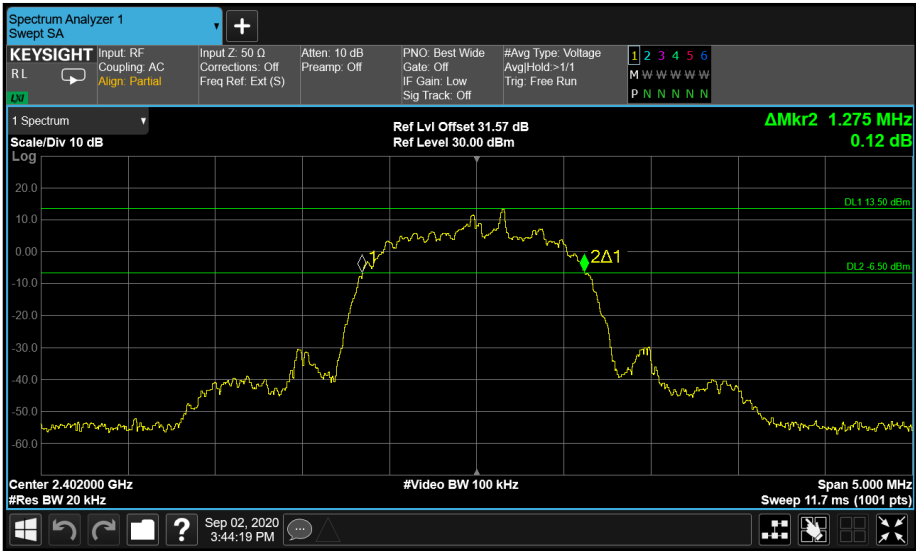 Spectrum Analyzer 1
Swept SA
+
KEYSIGHT
R L
LXI
Input: RF
Coupling: AC
Align: Partial
Input Z: 50 Ω
Corrections: Off
Freq Ref: Ext (S)
Atten: 10 dB
Preamp: Off
PNO: Best Wide
Gate: Off
IF Gain: Low
Sig Track: Off
#Avg Type: Voltage
Avg|Hold:>1/1
Trig: Free Run
1 2 3 4 5 6
M W W W W W
P N N N N N
1 Spectrum
Scale/Div 10 dB
Ref Lvl Offset 31.57 dB
Ref Level 30.00 dBm
ΔMkr2 1.275 MHz
0.12 dB
Log
20.0
DL1 13.50 dBm
10.0
0.00
1
2Δ1
DL2 -6.50 dBm
-10.0
-20.0
-30.0
-40.0
-50.0
-60.0
Center 2.402000 GHz
#Video BW 100 kHz
Span 5.000 MHz
#Res BW 20 kHz
Sweep 11.7 ms (1001 pts)
?
Sep 02, 2020
3:44:19 PM